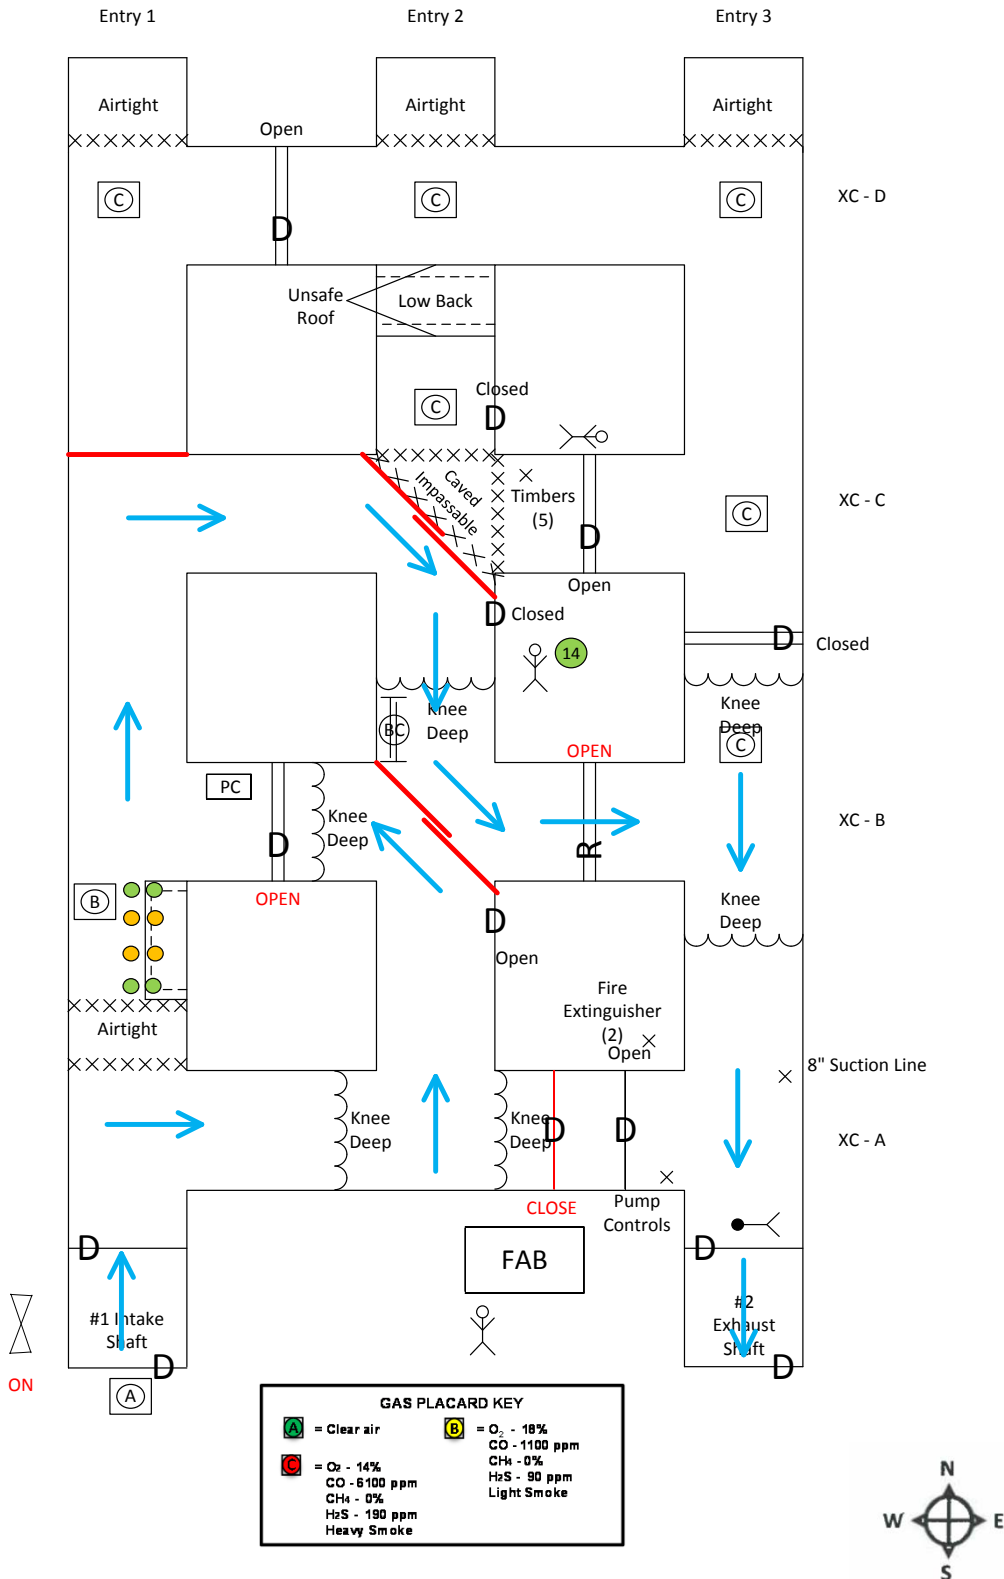 Entry 1
Entry 2
Entry 3
Airtight
Airtight
Airtight
Open
C
C
C
XC - D
D
Unsafe
Roof
Low Back
C
Closed
D
Caved
Impassable
Timbers
(5)
C
XC - C
D
Open
D
Closed
14
D
Closed
Knee
Deep
Knee
Deep
BC
C
OPEN
PC
Knee
Deep
D
R
XC - B
OPEN
B
Knee
Deep
D
Open
Fire
Extinguisher
(2)
Open
Airtight
8" Suction Line
Knee
Deep
Knee
Deep
D
D
XC - A
CLOSE
Pump
Controls
D
D
FAB
#1 Intake
Shaft
#2
Exhaust
Shaft
D
D
ON
A
GAS PLACARD KEY
A = Clear air
B = O2 - 18%
CO - 1100 ppm
CH4 - 0%
H2S - 90 ppm
Light Smoke
C = O2 - 14%
CO - 6100 ppm
CH4 - 0%
H2S - 190 ppm
Heavy Smoke
N
W
E
S